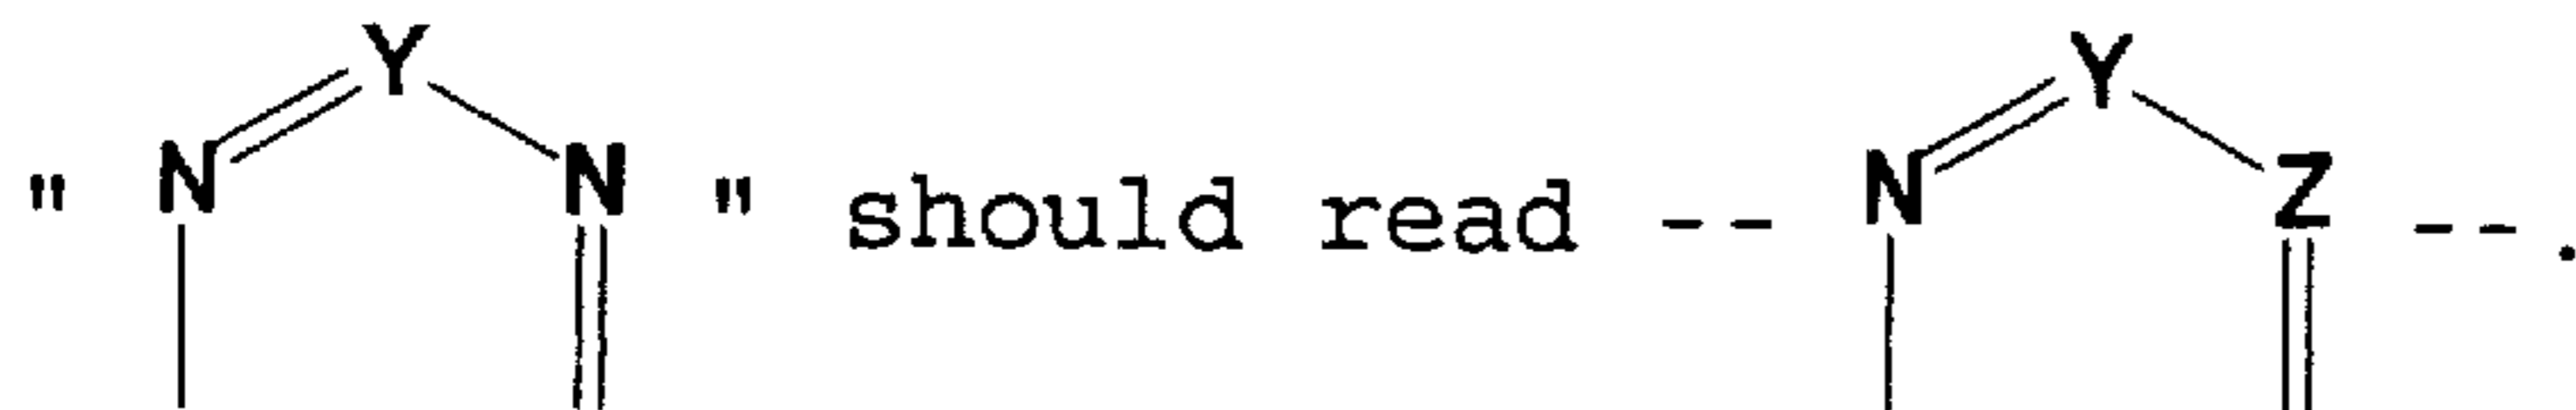 Y Y
" N N " should read -- N Z --.